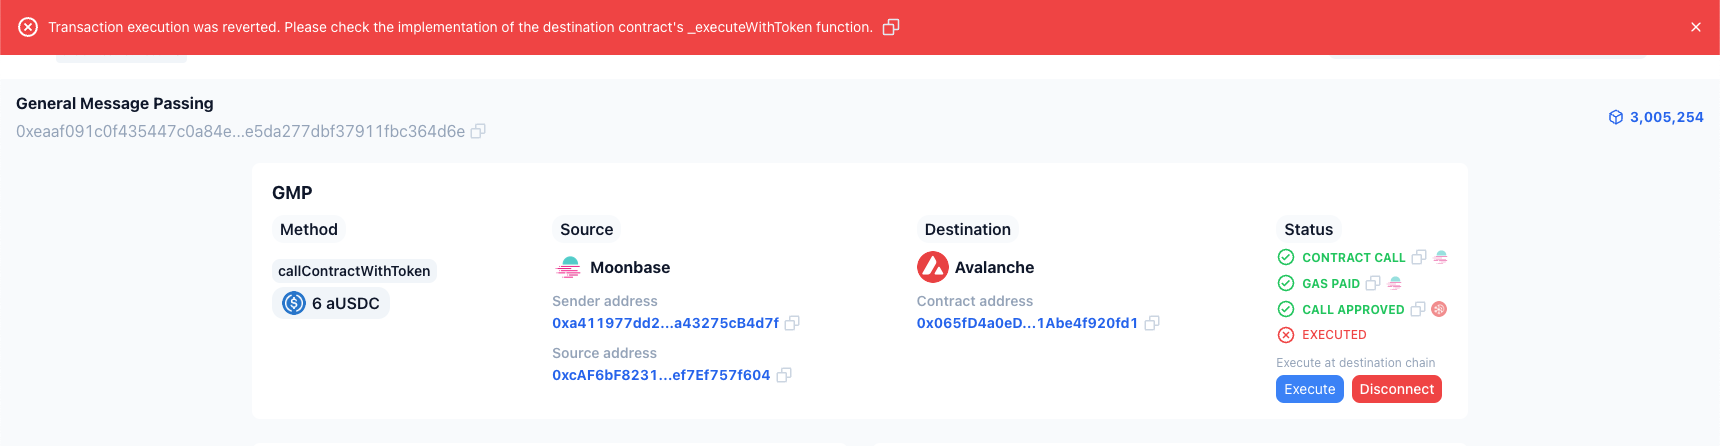 Transaction execution was reverted. Please check the implementation of the destination contract's _executeWithToken function.
General Message Passing
0xeaaf091c0f435447c0a84e...e5da277dbf37911fbc364d6e
3,005,254
GMP
Method
Source
Destination
Status
callContractWithToken
6 aUSDC
Moonbase
Sender address
0xa411977dd2...a43275cB4d7f
Source address
0xcAF6bF8231...ef7Ef757f604
Avalanche
Contract address
0x065fD4a0eD...1Abe4f920fd1
CONTRACT CALL
GAS PAID
CALL APPROVED
EXECUTED
Execute at destination chain
Execute
Disconnect